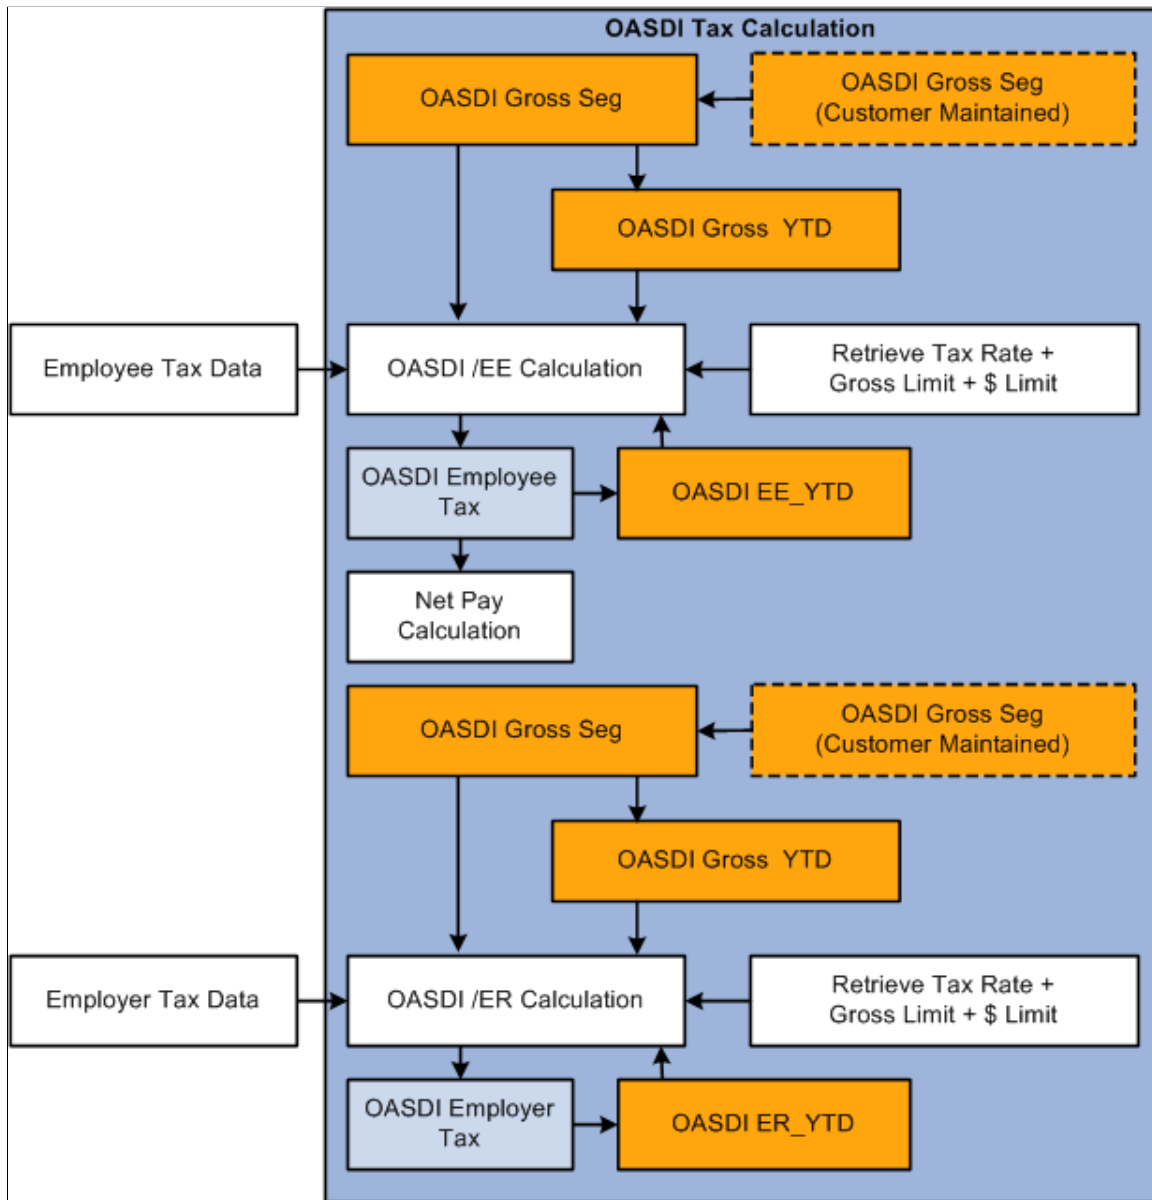 OASDI Tax Calculation
OASDI Gross Seg
OASDI Gross Seg
(Customer Maintained)
OASDI Gross  YTD
Employee Tax Data
OASDI /EE Calculation
Retrieve Tax Rate +
Gross Limit + $ Limit
OASDI Employee
Tax
OASDI EE_YTD
Net Pay
Calculation
OASDI Gross Seg
OASDI Gross Seg
(Customer Maintained)
OASDI Gross  YTD
Employer Tax Data
OASDI /ER Calculation
Retrieve Tax Rate +
Gross Limit + $ Limit
OASDI Employer
Tax
OASDI ER_YTD